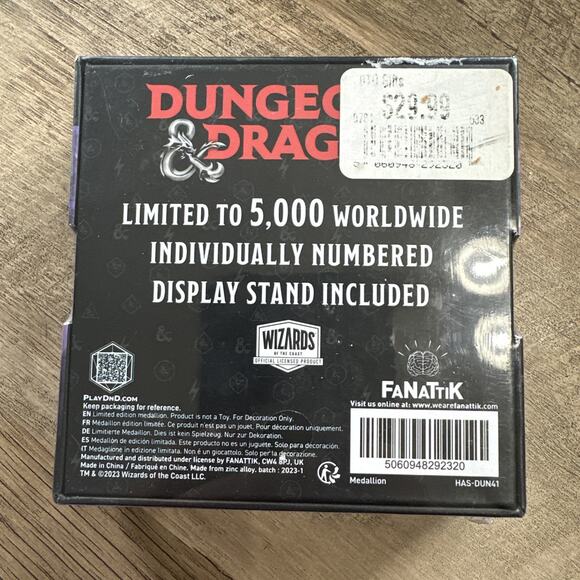 DUNGEO
& DRAG
$29.99
5 060948 292320
LIMITED TO 5,000 WORLDWIDE
INDIVIDUALLY NUMBERED
DISPLAY STAND INCLUDED
WIZARDS
OF THE COAST
OFFICIAL LICENSED PRODUCT
FANATTIK
Visit us online at: www.wearefanattik.com
PLAYDND.COM
Keep packaging for reference.
EN Limited edition medallion. Product is not a Toy. For Decoration Only.
FR Médaillon édition limitée. Ce produit n'est pas un jouet. Pour décoration uniquement.
DE Limitierte Medaillon. Dies ist kein Spielzeug. Nur zur Dekoration.
ES Medallón de edición limitada. Este producto no es un juguete. Solo para decoración.
IT Medaglione in edizione limitata. Non è un giocattolo. Solo per la decorazione.
Manufactured and distributed under license by FANATTIK, CW4 8PJ, UK
Made in China / Fabriqué en Chine. Made from zinc alloy. batch : 2023-1
TM & ©2023 Wizards of the Coast LLC.
5060948292320
Medallion HAS-DUN41